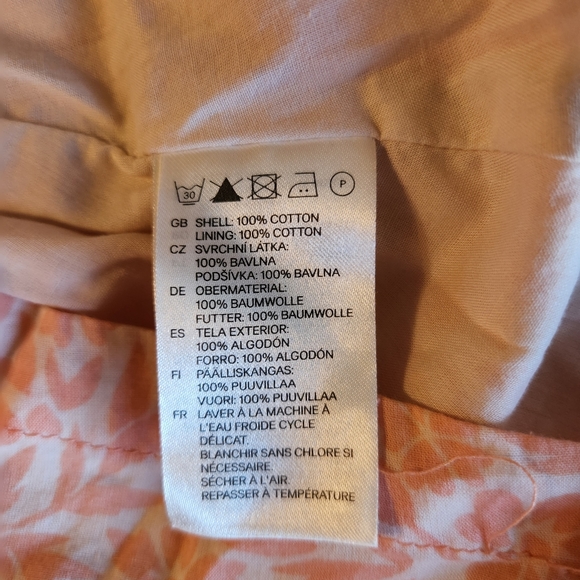 30 P
GB SHELL: 100% COTTON
LINING: 100% COTTON
CZ SVRCHNÍ LÁTKA:
100% BAVLNA
PODŠÍVKA: 100% BAVLNA
DE OBERMATERIAL:
100% BAUMWOLLE
FUTTER: 100% BAUMWOLLE
ES TELA EXTERIOR:
100% ALGODÓN
FORRO: 100% ALGODÓN
FI PÄÄLLISKANGAS:
100% PUUVILLAA
VUORI: 100% PUUVILLAA
FR LAVER À LA MACHINE À
L'EAU FROIDE CYCLE
DÉLICAT.
BLANCHIR SANS CHLORE SI
NÉCESSAIRE
SÉCHER À L'AIR.
REPASSER À TEMPÉRATURE